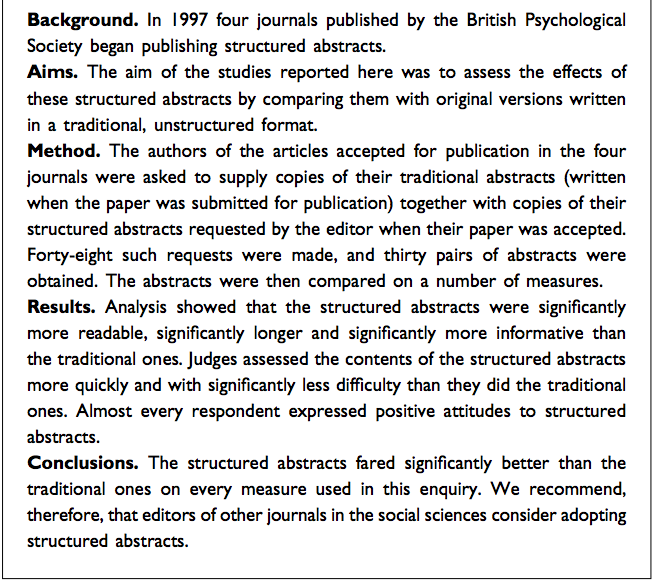 Background. In 1997 four journals published by the British Psychological
Society began publishing structured abstracts.
Aims. The aim of the studies reported here was to assess the effects of
these structured abstracts by comparing them with original versions written
in a traditional, unstructured format.
Method. The authors of the articles accepted for publication in the four
journals were asked to supply copies of their traditional abstracts (written
when the paper was submitted for publication) together with copies of their
structured abstracts requested by the editor when their paper was accepted.
Forty-eight such requests were made, and thirty pairs of abstracts were
obtained. The abstracts were then compared on a number of measures.
Results. Analysis showed that the structured abstracts were significantly
more readable, significantly longer and significantly more informative than
the traditional ones. Judges assessed the contents of the structured abstracts
more quickly and with significantly less difficulty than they did the traditional
ones. Almost every respondent expressed positive attitudes to structured
abstracts.
Conclusions. The structured abstracts fared significantly better than the
traditional ones on every measure used in this enquiry. We recommend,
therefore, that editors of other journals in the social sciences consider adopting
structured abstracts.